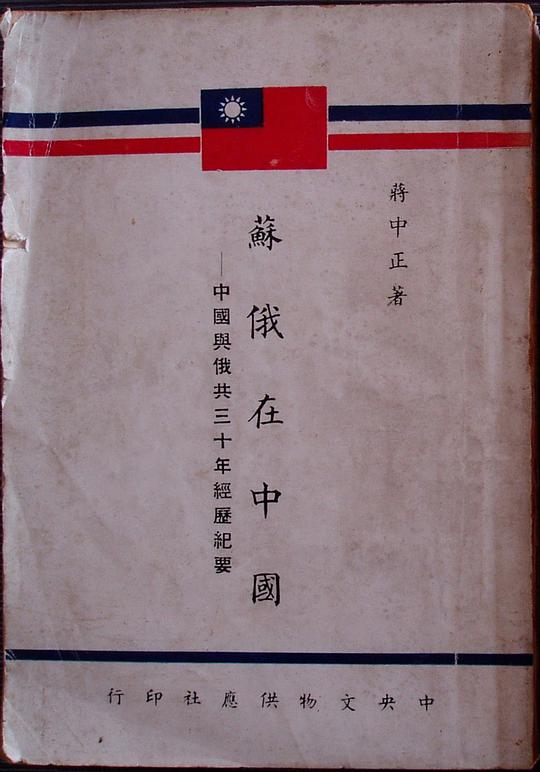 蔣中正著
蘇俄在中國
—中國與俄共三十年經歷紀要
中央文物供應社印行